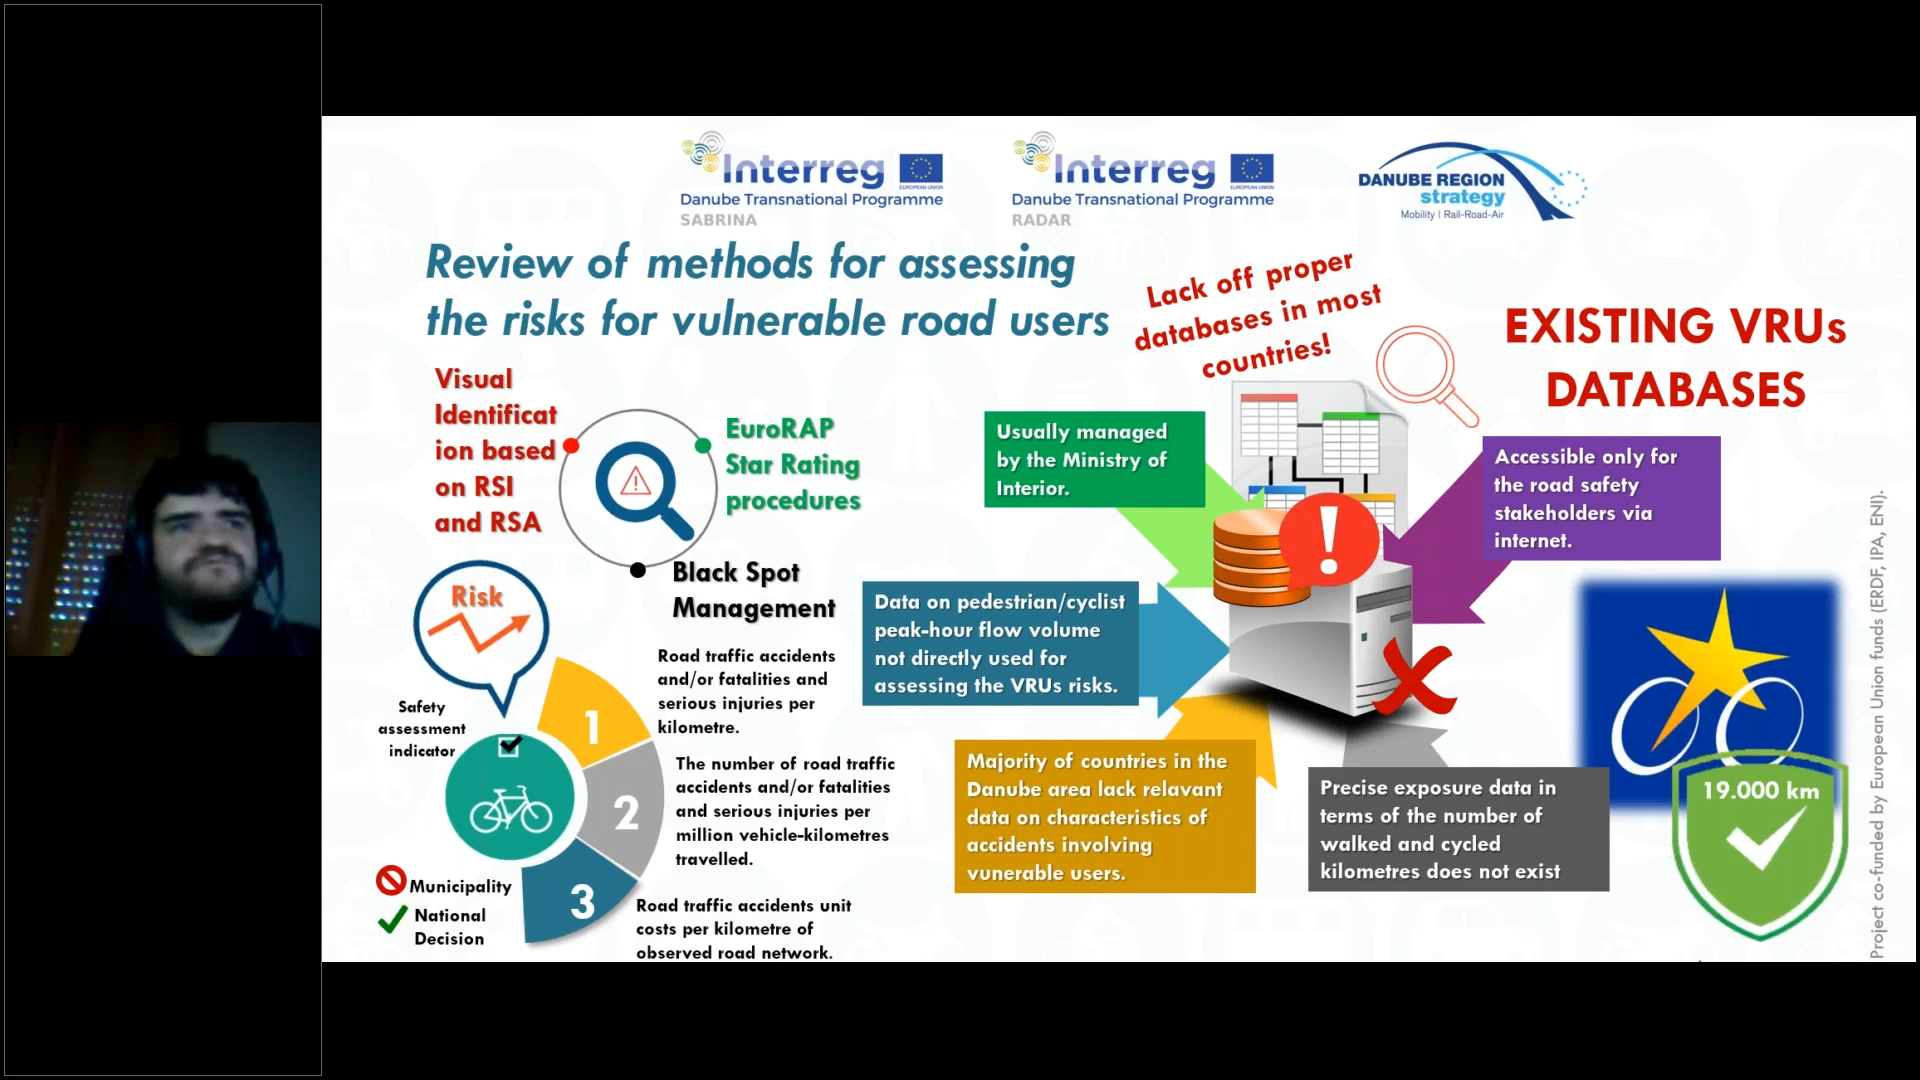 Interreg
EUROPEAN UNION
Danube Transnational Programme
SABRINA
Interreg
EUROPEAN UNION
Danube Transnational Programme
RADAR
DANUBE REGION
strategy
Mobility | Rail-Road-Air
Review of methods for assessing
the risks for vulnerable road users
Lack off proper
databases in most
countries!
EXISTING VRUs
DATABASES
Visual
Identificat
ion based
on RSI
and RSA
EuroRAP
Star Rating
procedures
Black Spot
Management
Risk
Safety
assessment
indicator
1
Road traffic accidents
and/or fatalities and
serious injuries per
kilometre.
2
The number of road traffic
accidents and/or fatalities
and serious injuries per
million vehicle-kilometres
travelled.
3
Road traffic accidents unit
costs per kilometre of
observed road network.
Municipality
National
Decision
Usually managed
by the Ministry of
Interior.
Accessible only for
the road safety
stakeholders via
internet.
Data on pedestrian/cyclist
peak-hour flow volume
not directly used for
assessing the VRUs risks.
!
Majority of countries in the
Danube area lack relavant
data on characteristics of
accidents involving
vunerable users.
Precise exposure data in
terms of the number of
walked and cycled
kilometres does not exist
19.000 km
Project co-funded by European Union funds (ERDF, IPA, ENI).